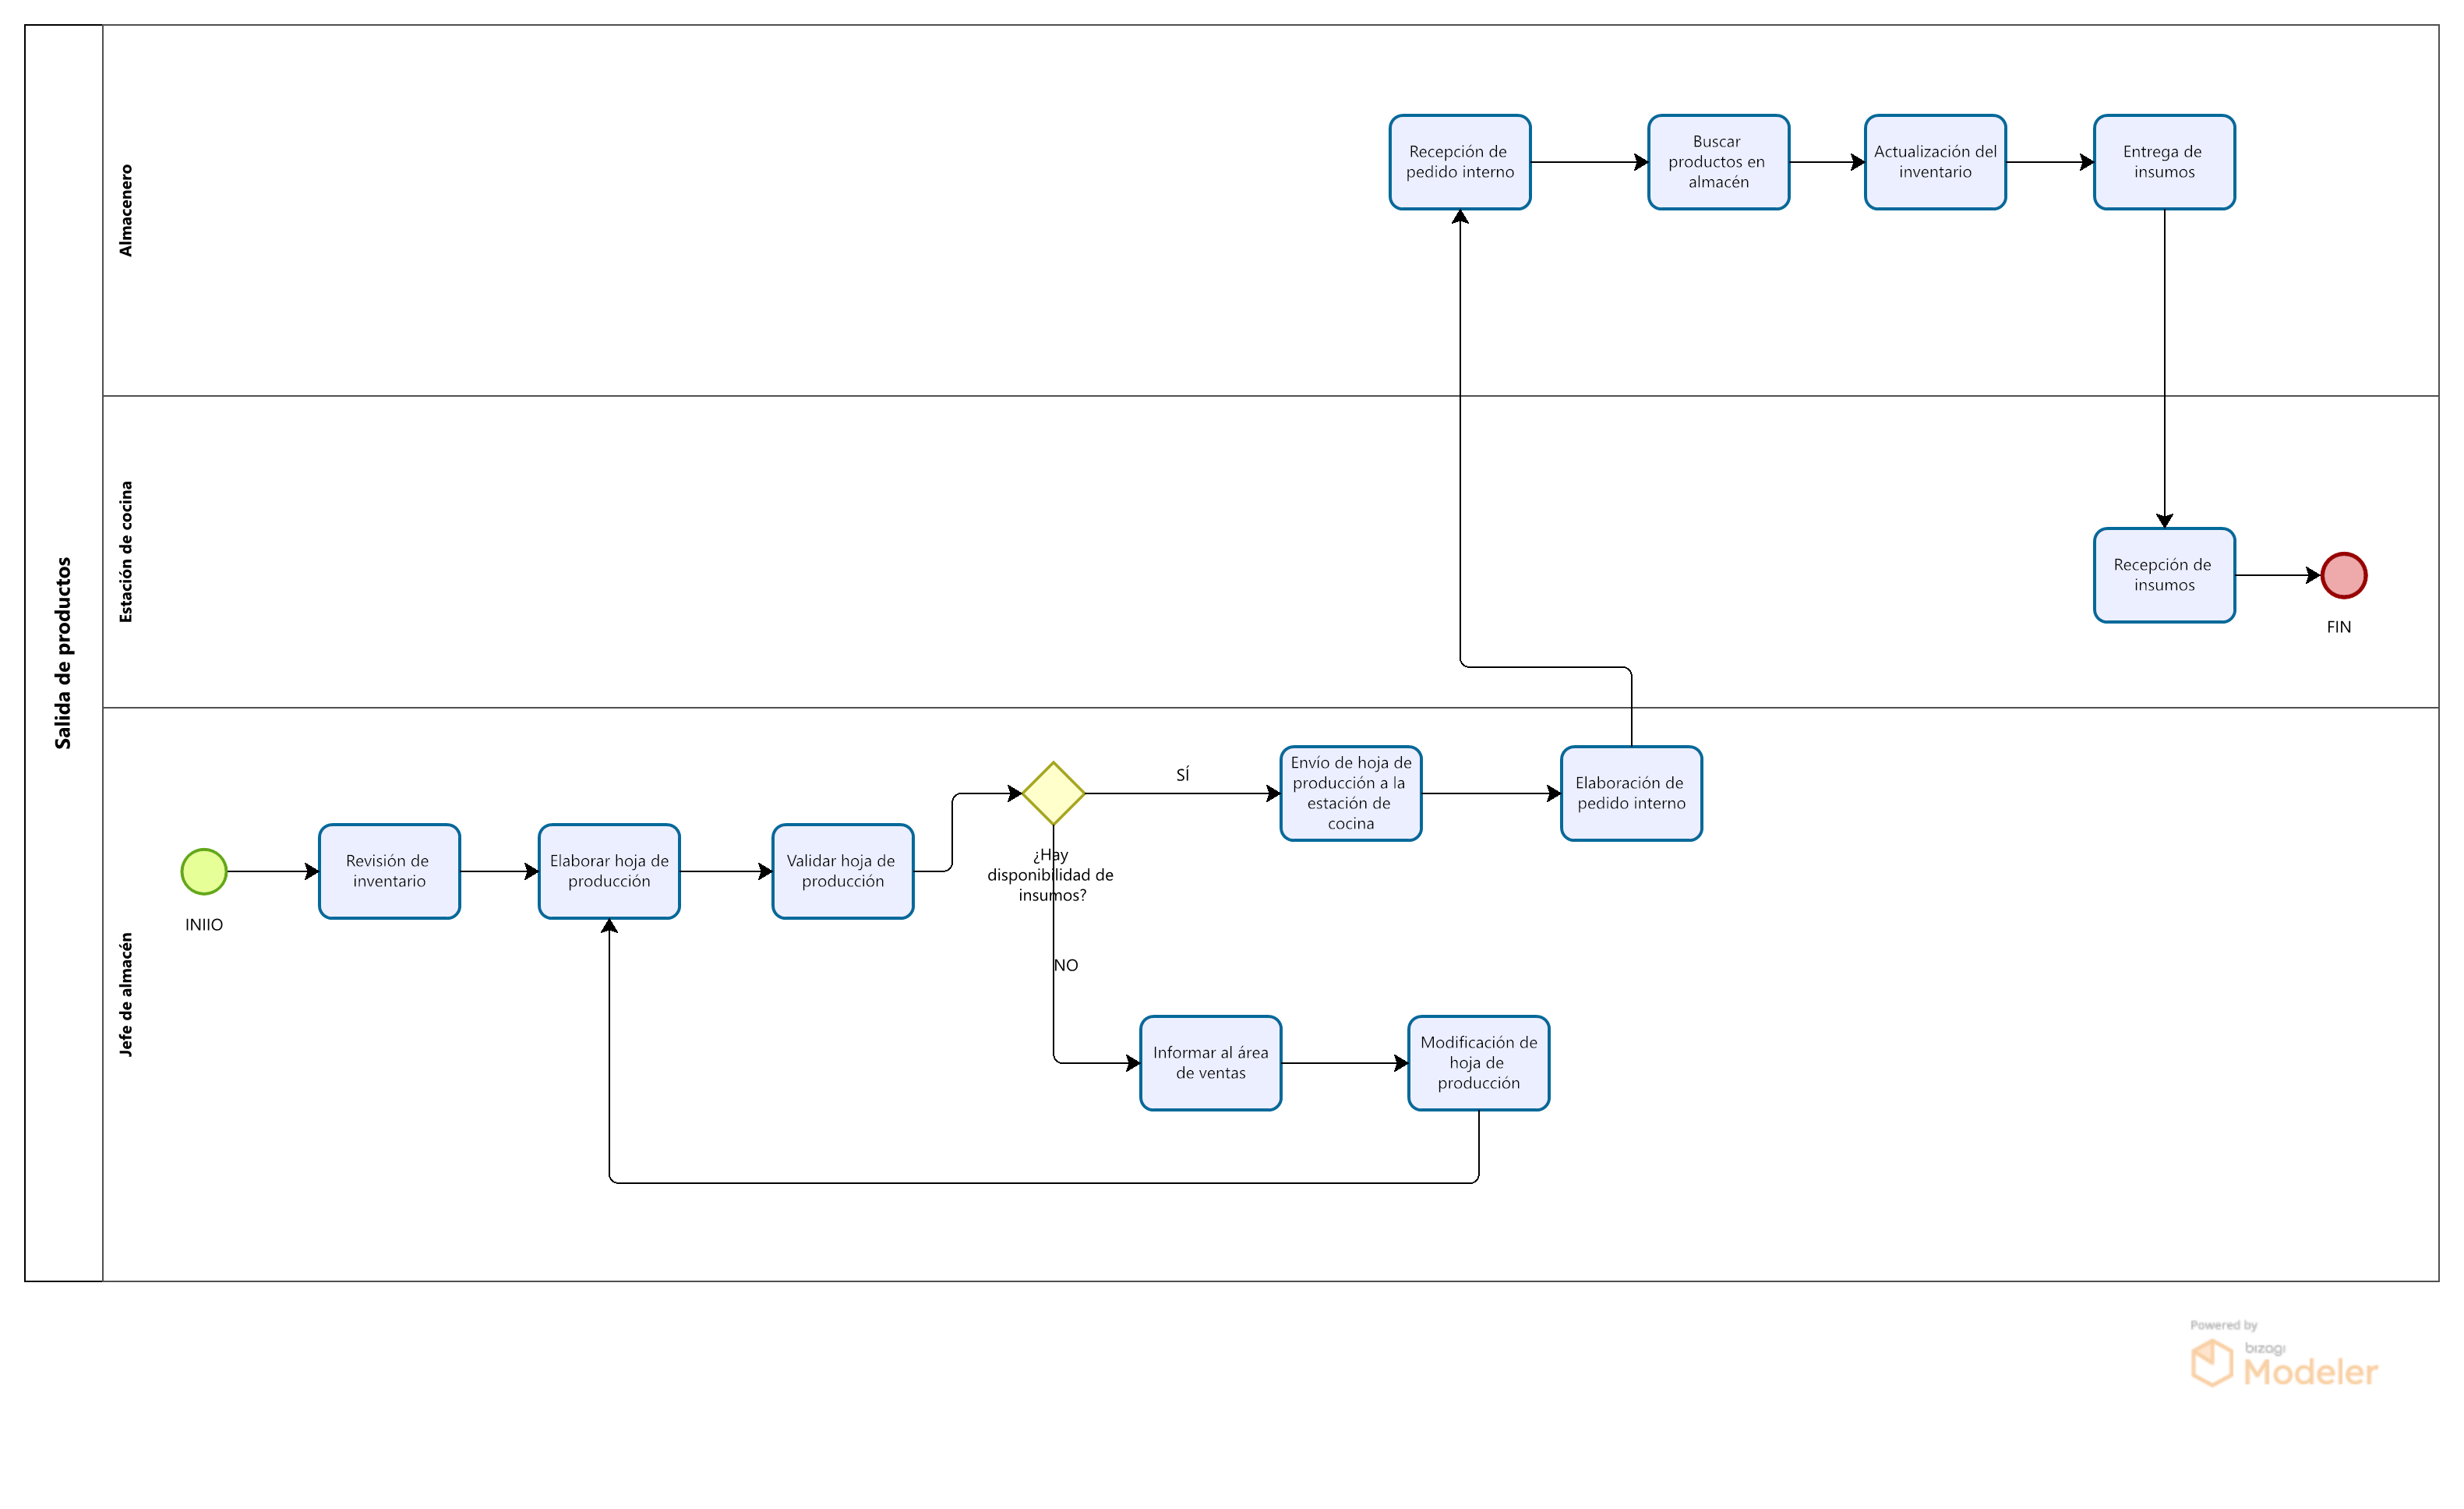 Salida de productos
Almacenero
Recepción de
pedido interno
Buscar
productos en
almacén
Actualización del
inventario
Entrega de
insumos
Estación de cocina
Recepción de
insumos
FIN
Jefe de almacén
INIIO
Revisión de
inventario
Elaborar hoja de
producción
Validar hoja de
producción
¿Hay
disponibilidad de
insumos?
SÍ
Envío de hoja de
producción a la
estación de
cocina
Elaboración de
pedido interno
NO
Informar al área
de ventas
Modificación de
hoja de
producción
Powered by
bizagi
Modeler